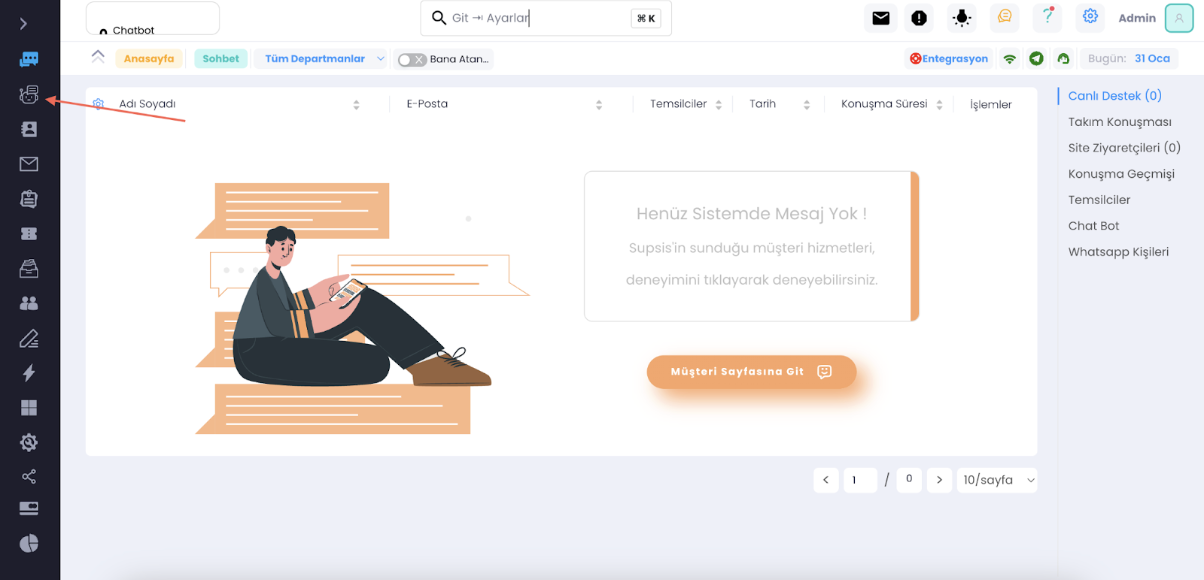 Chatbot
Git ⇥ Ayarlar
⌘ K
Admin
Anasayfa
Sohbet
Tüm Departmanlar
Bana Atan...
Entegrasyon
Bugün: 31 Oca
Adı Soyadı
E-Posta
Temsilciler
Tarih
Konuşma Süresi
İşlemler
Henüz Sistemde Mesaj Yok !
Supsis'in sunduğu müşteri hizmetleri,
deneyimini tıklayarak deneyebilirsiniz.
Müşteri Sayfasına Git
1 / 0
10/sayfa
Canlı Destek (0)
Takım Konuşması
Site Ziyaretçileri (0)
Konuşma Geçmişi
Temsilciler
Chat Bot
Whatsapp Kişileri